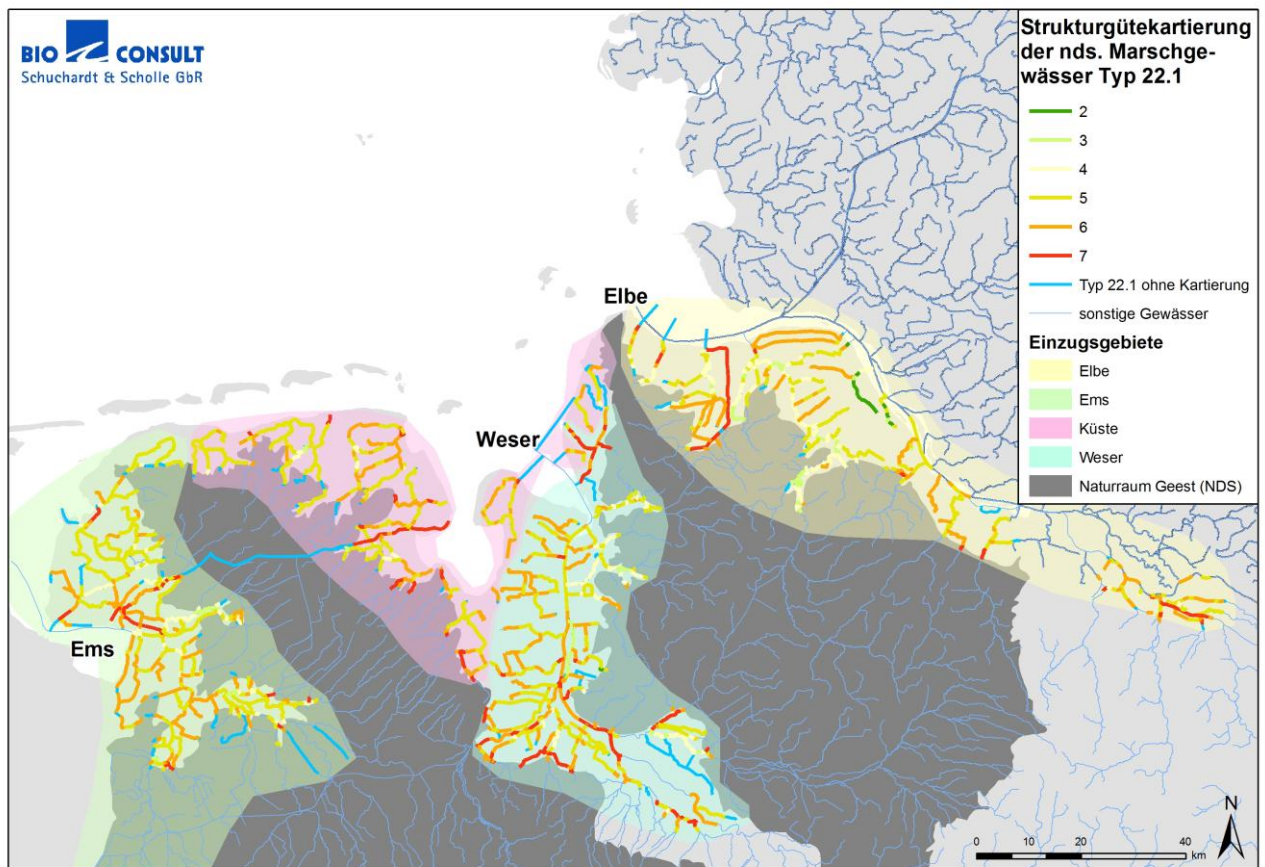 BIO CONSULT
Schuchardt & Scholle GbR
Strukturgütekartierung
der nds. Marschge-
wässer Typ 22.1
2
3
4
5
6
7
Typ 22.1 ohne Kartierung
sonstige Gewässer
Einzugsgebiete
Elbe
Ems
Küste
Weser
Naturraum Geest (NDS)
Elbe
Weser
Ems
N
0 10 20 40
km